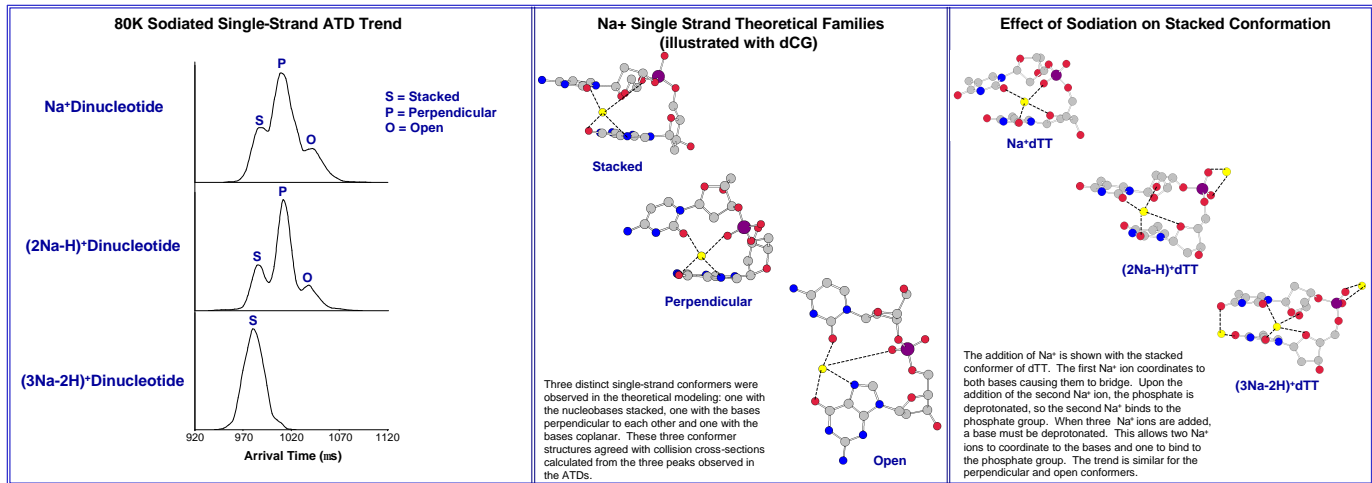 80K Sodiated Single-Strand ATD Trend
Na⁺Dinucleotide
S
P
O
S = Stacked
P = Perpendicular
O = Open
(2Na-H)⁺Dinucleotide
S
P
O
(3Na-2H)⁺Dinucleotide
S
920 970 1020 1070 1120
Arrival Time (ms)
Na+ Single Strand Theoretical Families
(illustrated with dCG)
Stacked
Perpendicular
Open
Three distinct single-strand conformers were
observed in the theoretical modeling: one with
the nucleobases stacked, one with the bases
perpendicular to each other and one with the
bases coplanar. These three conformer
structures agreed with collision cross-sections
calculated from the three peaks observed in
the ATDs.
Effect of Sodiation on Stacked Conformation
Na⁺dTT
(2Na-H)⁺dTT
(3Na-2H)⁺dTT
The addition of Na⁺ is shown with the stacked
conformer of dTT. The first Na⁺ ion coordinates to
both bases causing them to bridge. Upon the
addition of the second Na⁺ ion, the phosphate is
deprotonated, so the second Na⁺ binds to the
phosphate group. When three Na⁺ ions are added,
a base must be deprotonated. This allows two Na⁺
ions to coordinate to the bases and one to bind to
the phosphate group. The trend is similar for the
perpendicular and open conformers.